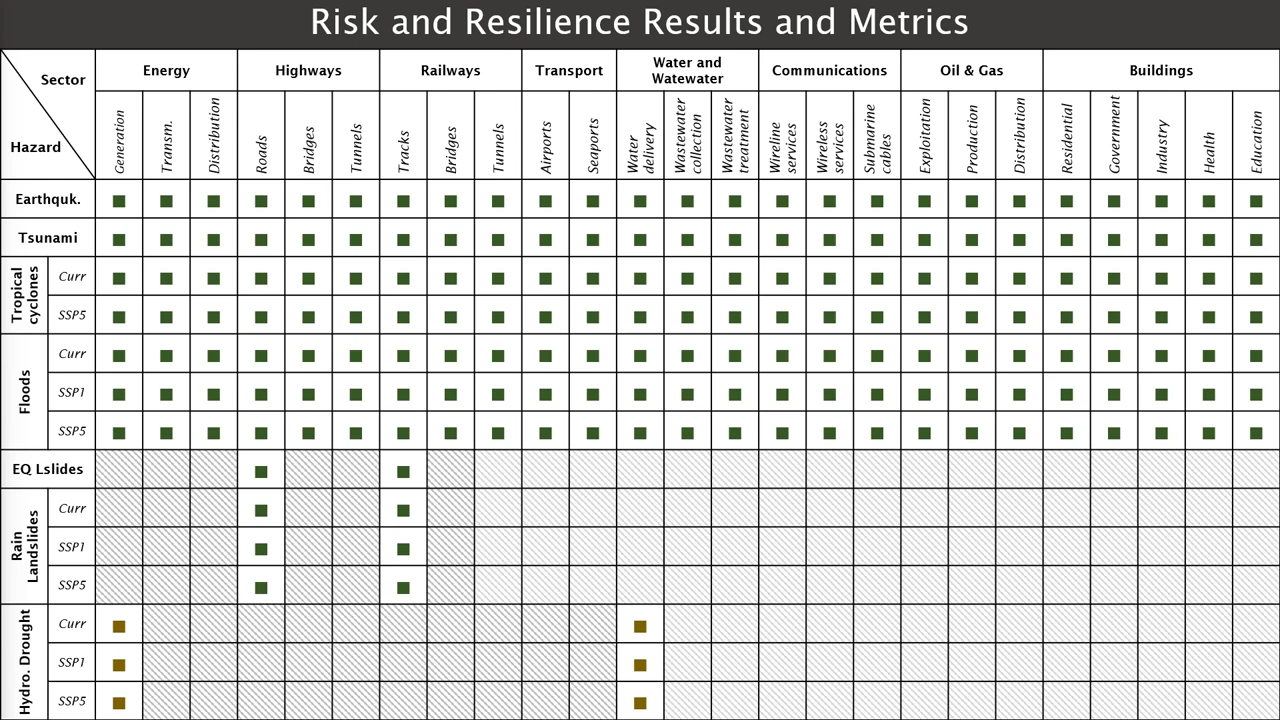 Risk and Resilience Results and Metrics
Sector
Hazard
Energy
Highways
Railways
Transport
Water and
Watewater
Communications
Oil & Gas
Buildings
Generation
Transm.
Distribution
Roads
Bridges
Tunnels
Tracks
Bridges
Tunnels
Airports
Seaports
Water
delivery
Wastewater
collection
Wastewater
treatment
Wireline
services
Wireless
services
Submarine
cables
Exploitation
Production
Distribution
Residential
Government
Industry
Health
Education
Earthquk.
Tsunami
Tropical
cyclones
Curr
SSP5
Floods
Curr
SSP1
SSP5
EQ Lslides
Rain
Landslides
Curr
SSP1
SSP5
Hydro. Drought
Curr
SSP1
SSP5